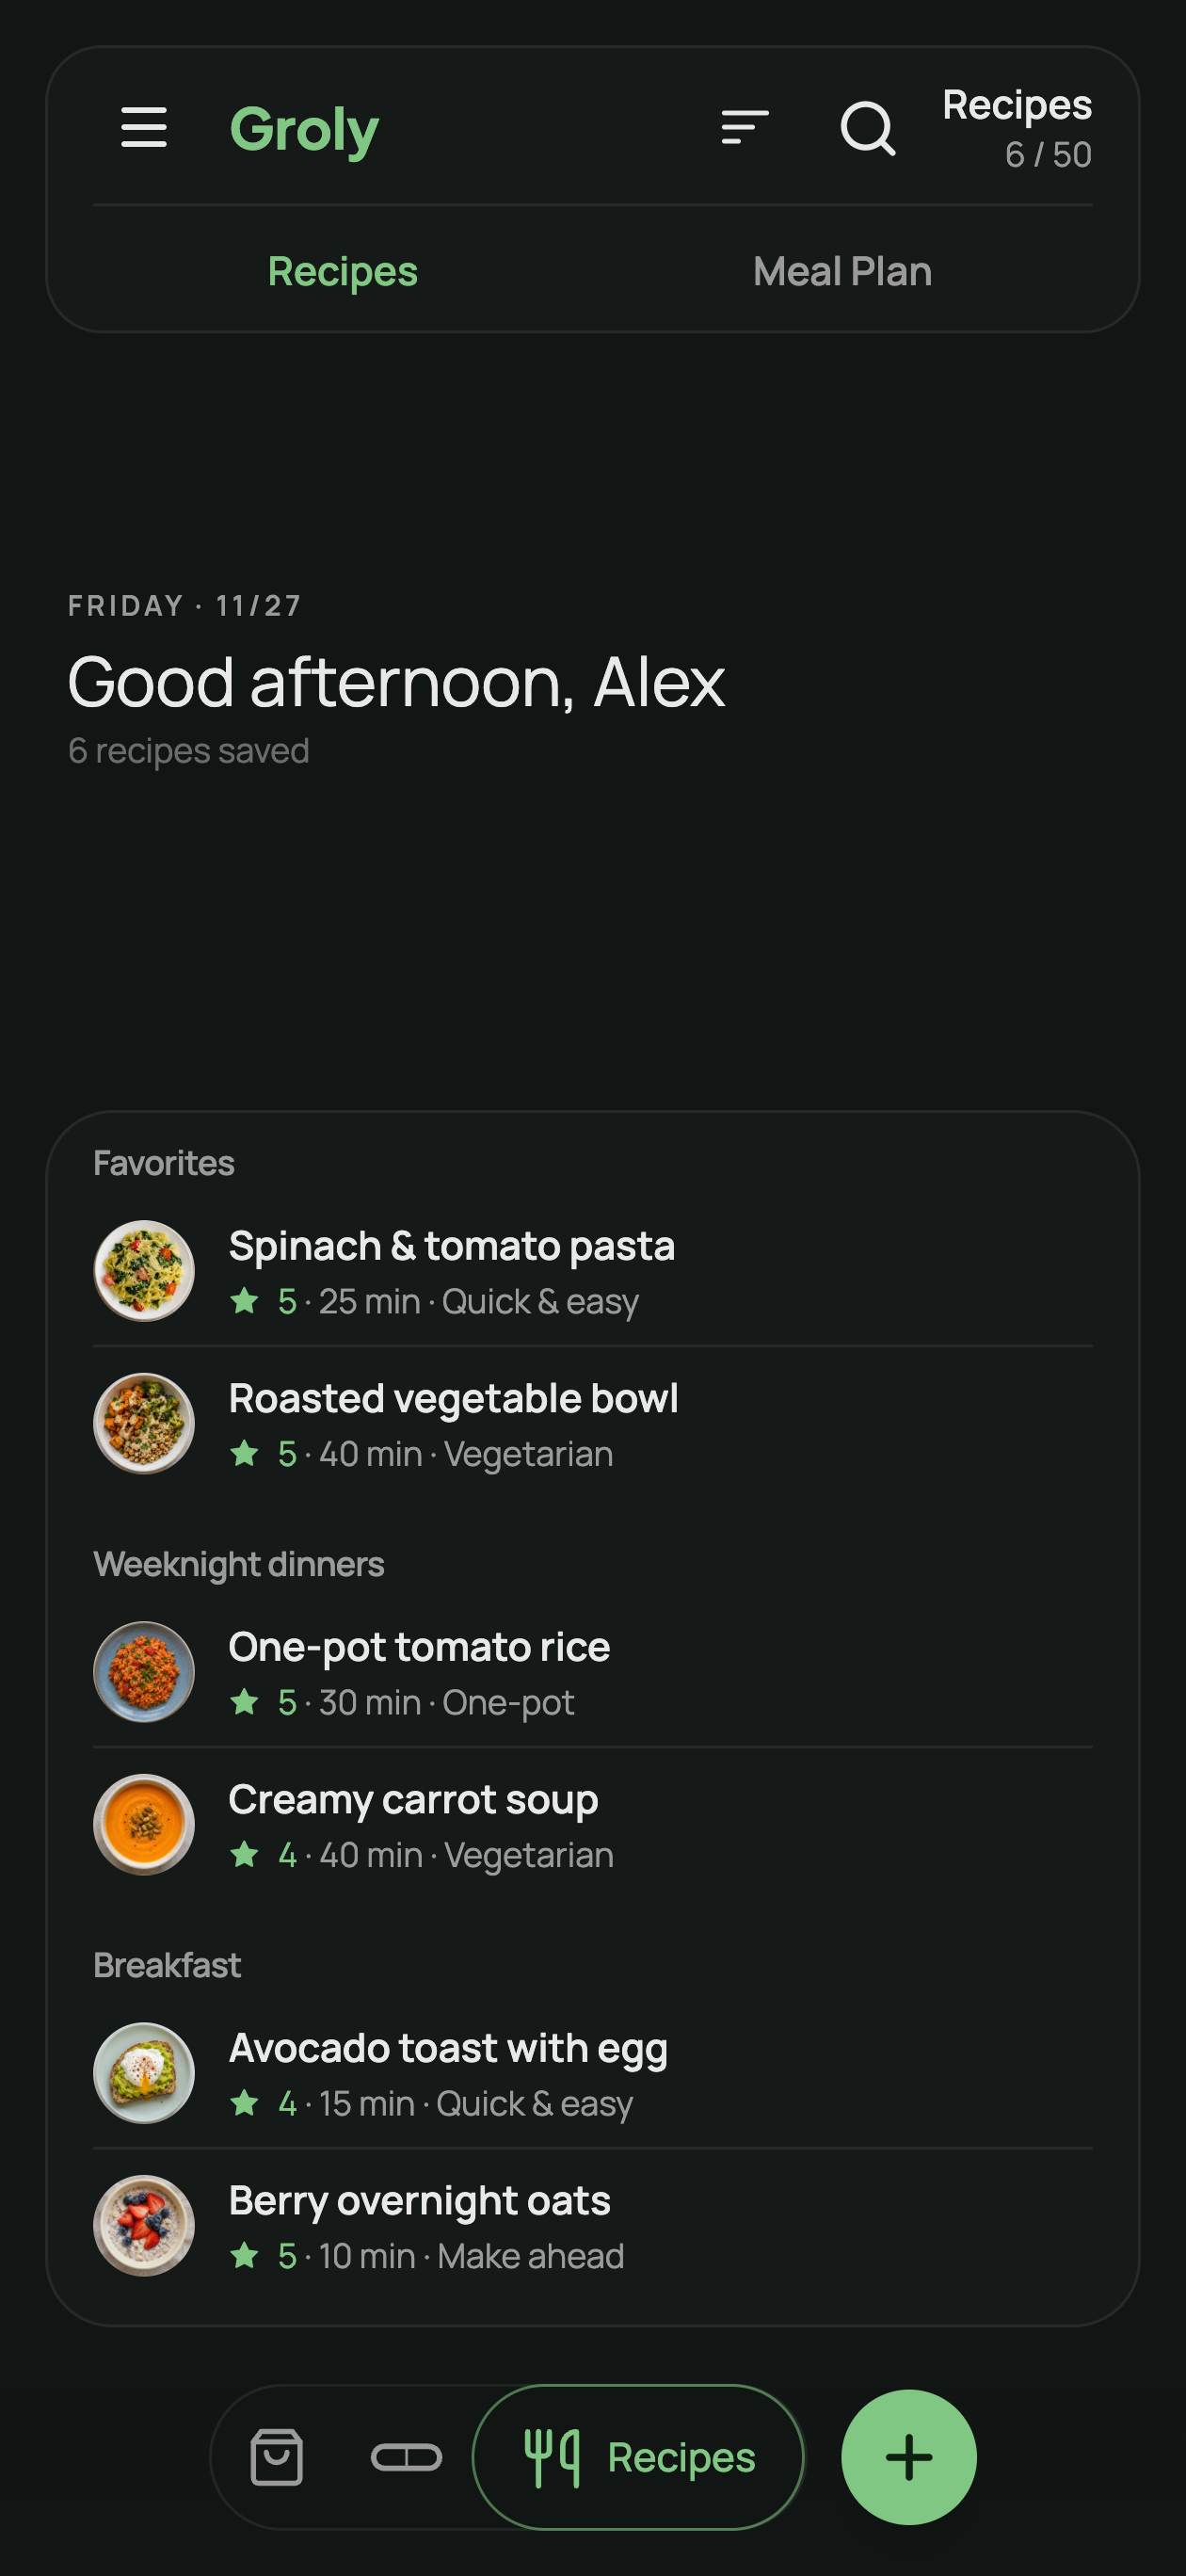 Groly
Recipes
6 / 50
Recipes
Meal Plan
FRIDAY · 11/27
Good afternoon, Alex
6 recipes saved
Favorites
Spinach & tomato pasta
★ 5 · 25 min · Quick & easy
Roasted vegetable bowl
★ 5 · 40 min · Vegetarian
Weeknight dinners
One-pot tomato rice
★ 5 · 30 min · One-pot
Creamy carrot soup
★ 4 · 40 min · Vegetarian
Breakfast
Avocado toast with egg
★ 4 · 15 min · Quick & easy
Berry overnight oats
★ 5 · 10 min · Make ahead
Recipes